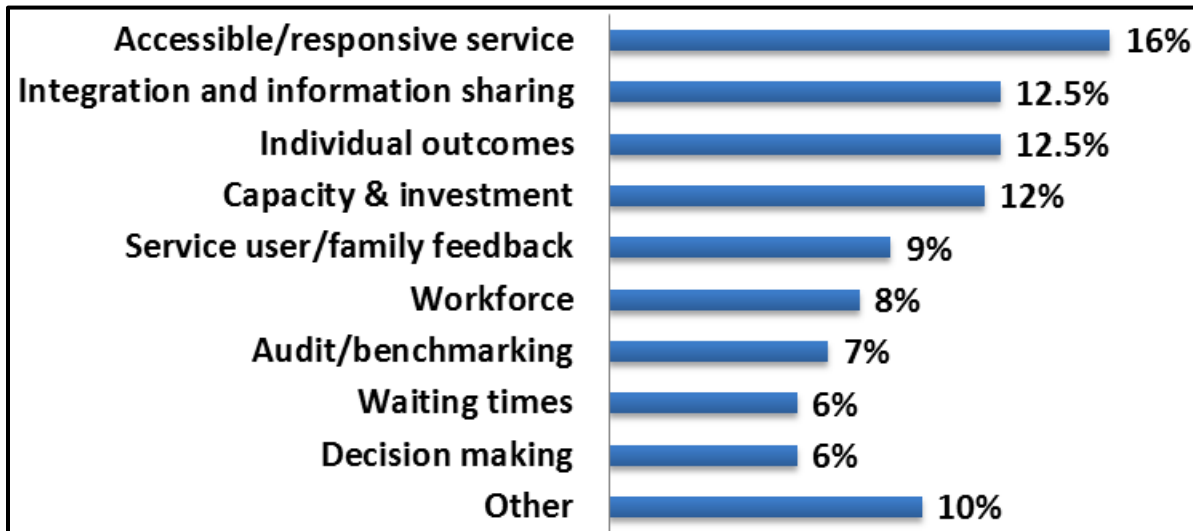 Accessible/responsive service 16%
Integration and information sharing 12.5%
Individual outcomes 12.5%
Capacity & investment 12%
Service user/family feedback 9%
Workforce 8%
Audit/benchmarking 7%
Waiting times 6%
Decision making 6%
Other 10%